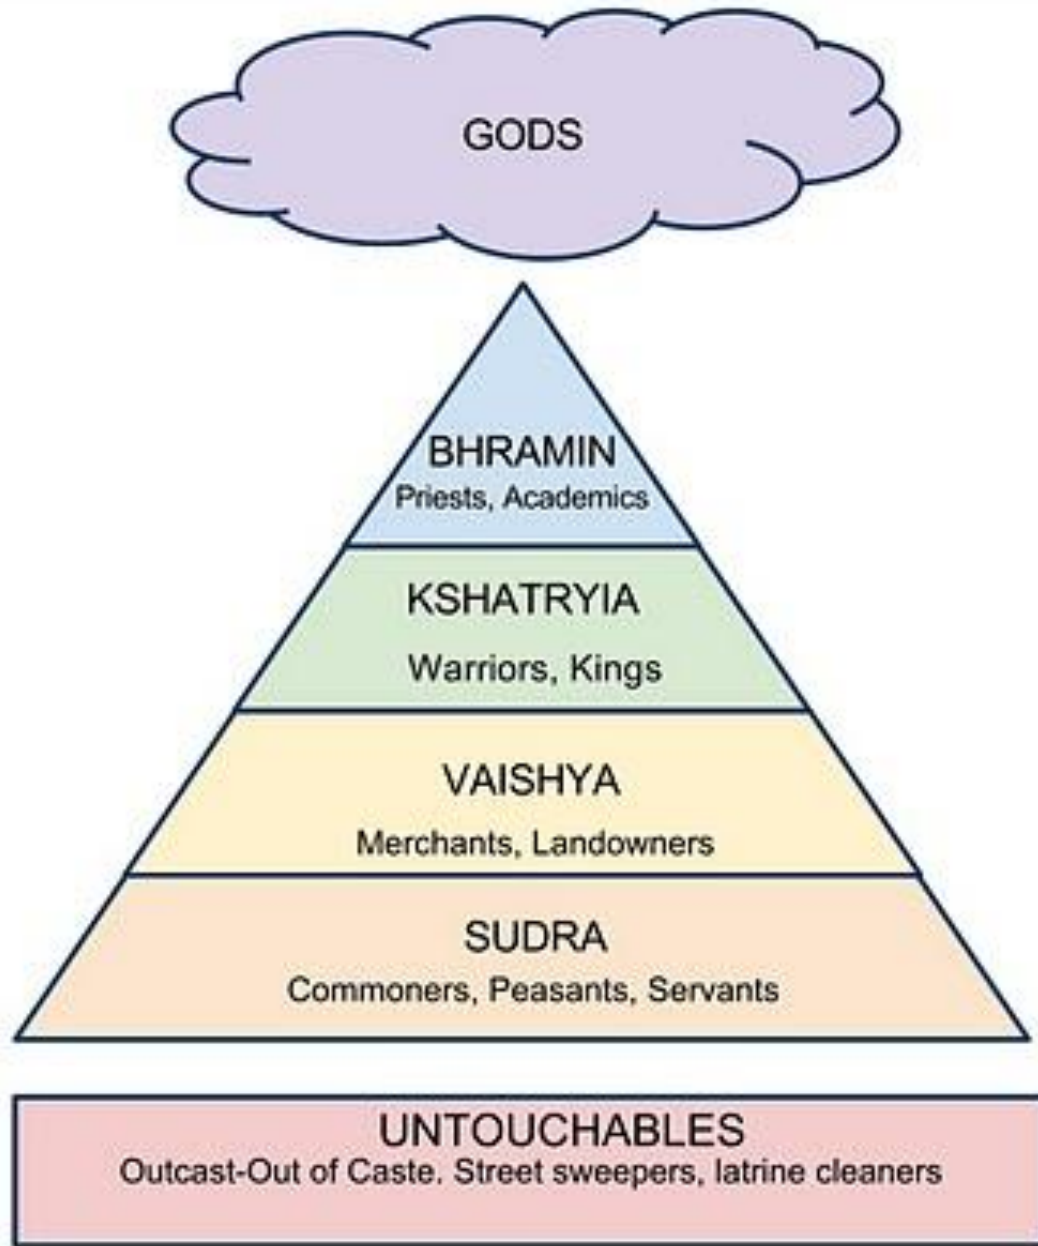 GODS
BHRAMIN
Priests, Academics
KSHATRYIA
Warriors, Kings
VAISHYA
Merchants, Landowners
SUDRA
Commoners, Peasants, Servants
UNTOUCHABLES
Outcast-Out of Caste. Street sweepers, latrine cleaners